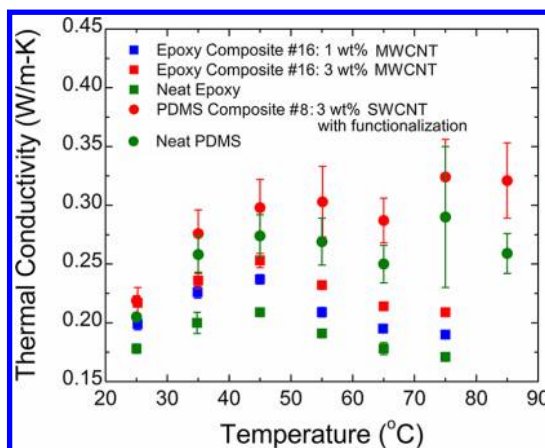 0.45
0.40
0.35
0.30
0.25
0.20
0.15
Thermal Conductivity (W/m-K)
Epoxy Composite #16: 1 wt% MWCNT
Epoxy Composite #16: 3 wt% MWCNT
Neat Epoxy
PDMS Composite #8: 3 wt% SWCNT
with functionalization
Neat PDMS
20 30 40 50 60 70 80 90
Temperature (°C)